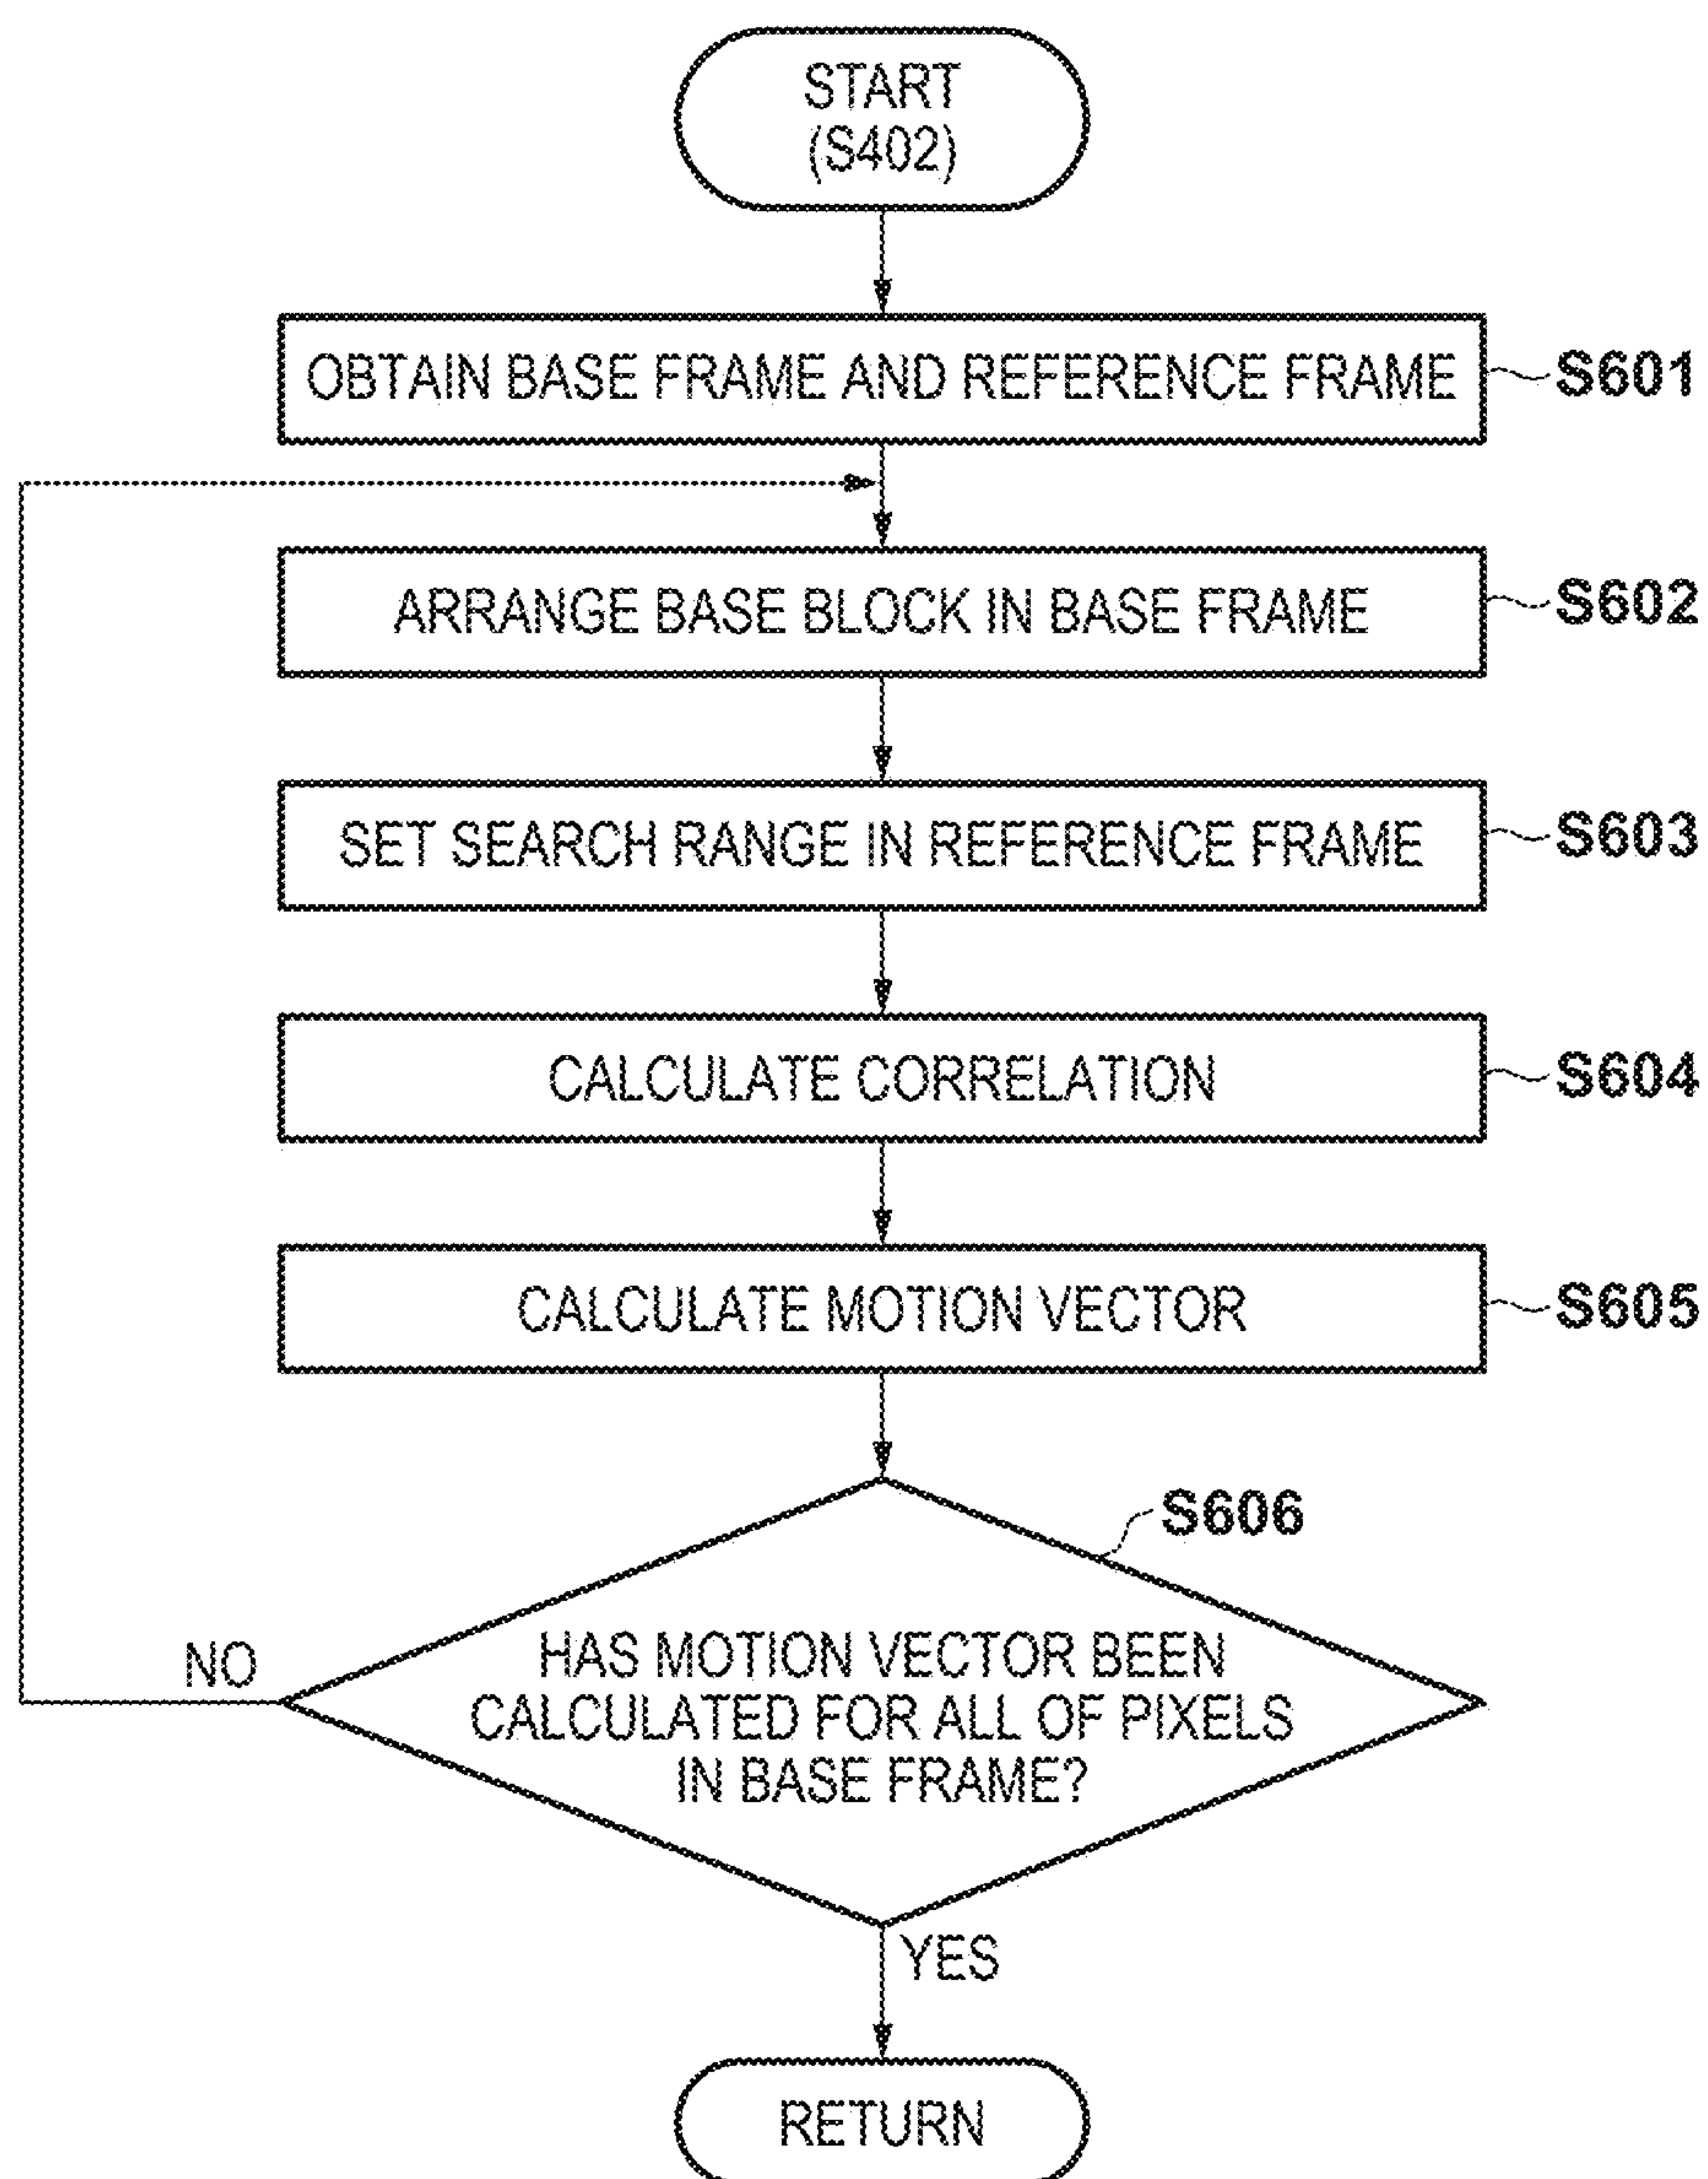 START
(S402)
OBTAIN BASE FRAME AND REFERENCE FRAME
S601
ARRANGE BASE BLOCK IN BASE FRAME
S602
SET SEARCH RANGE IN REFERENCE FRAME
S603
CALCULATE CORRELATION
S604
CALCULATE MOTION VECTOR
S605
S606
HAS MOTION VECTOR BEEN
CALCULATED FOR ALL OF PIXELS
IN BASE FRAME?
NO
YES
RETURN